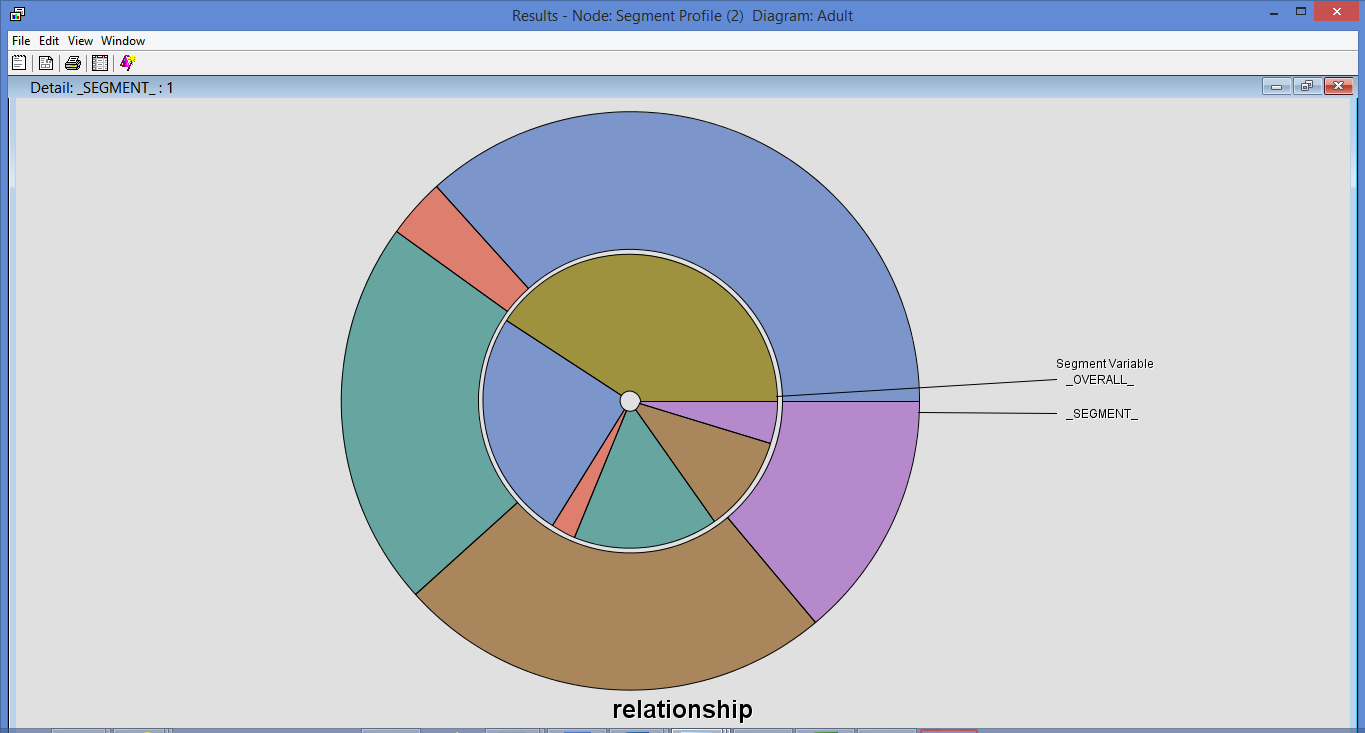 Results - Node: Segment Profile (2)  Diagram: Adult
File Edit View Window
Detail: _SEGMENT_ : 1
Segment Variable
_OVERALL_
_SEGMENT_
relationship